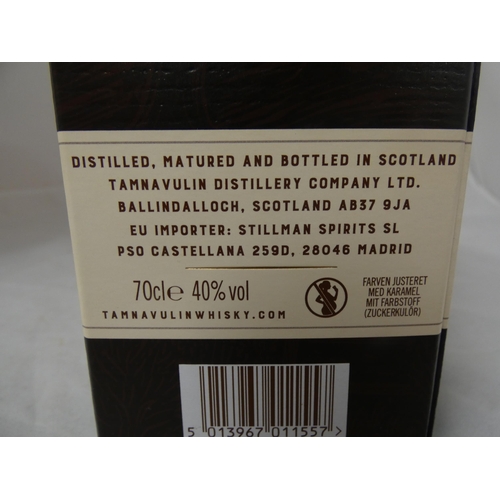 DISTILLED, MATURED AND BOTTLED IN SCOTLAND
TAMNAVULIN DISTILLERY COMPANY LTD.
BALLINDALLOCH, SCOTLAND AB37 9JA
EU IMPORTER: STILLMAN SPIRITS SL
PSO CASTELLANA 259D, 28046 MADRID
70cl℮ 40%vol
TAMNAVULINWHISKY.COM
FARVEN JUSTERET
MED KARAMEL
MIT FARBSTOFF
(ZUCKERKULÖR)
5 013967 011557 >